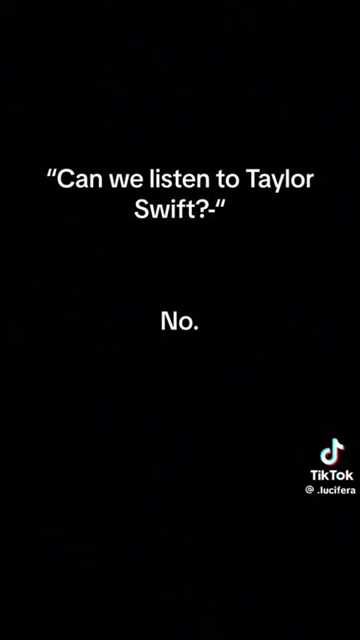 “Can we listen to Taylor
Swift?-“
No.
TikTok
@ .lucifera